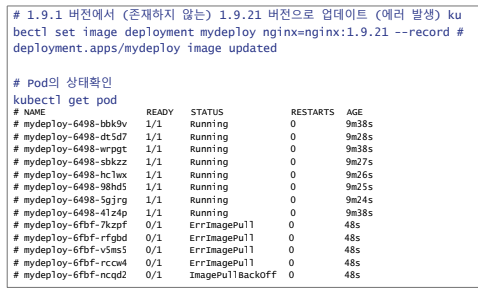 # 1.9.1 버전에서 (존재하지 않는) 1.9.21 버전으로 업데이트 (에러 발생) ku
bectl set image deployment mydeploy nginx=nginx:1.9.21 --record #
deployment.apps/mydeploy image updated
# Pod의 상태확인
kubectl get pod
# NAME READY STATUS RESTARTS AGE
# mydeploy-6498-bbk9v 1/1 Running 0 9m38s
# mydeploy-6498-dt5d7 1/1 Running 0 9m28s
# mydeploy-6498-wrpgt 1/1 Running 0 9m38s
# mydeploy-6498-sbkzz 1/1 Running 0 9m27s
# mydeploy-6498-hclwx 1/1 Running 0 9m26s
# mydeploy-6498-98hd5 1/1 Running 0 9m25s
# mydeploy-6498-5gjrg 1/1 Running 0 9m24s
# mydeploy-6498-4lz4p 1/1 Running 0 9m38s
# mydeploy-6fbf-7kzpf 0/1 ErrImagePull 0 48s
# mydeploy-6fbf-rfgbd 0/1 ErrImagePull 0 48s
# mydeploy-6fbf-v5ms5 0/1 ErrImagePull 0 48s
# mydeploy-6fbf-rccw4 0/1 ErrImagePull 0 48s
# mydeploy-6fbf-ncqd2 0/1 ImagePullBackOff 0 48s